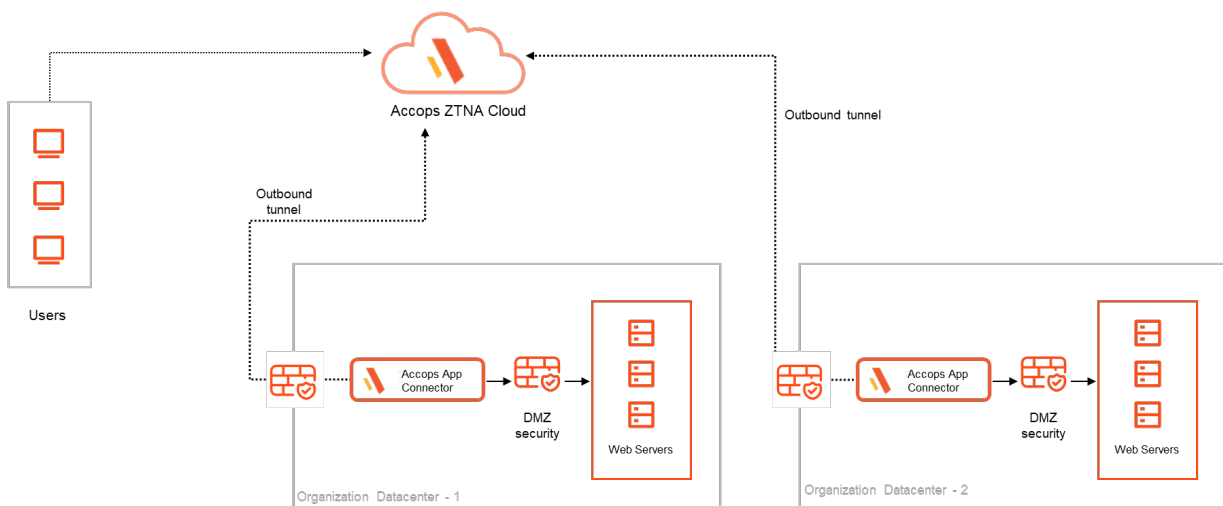 Accops ZTNA Cloud
Outbound tunnel
Outbound
tunnel
Users
Accops App
Connector
DMZ
security
Web Servers
Organization Datacenter - 1
Accops App
Connector
DMZ
security
Web Servers
Organization Datacenter - 2